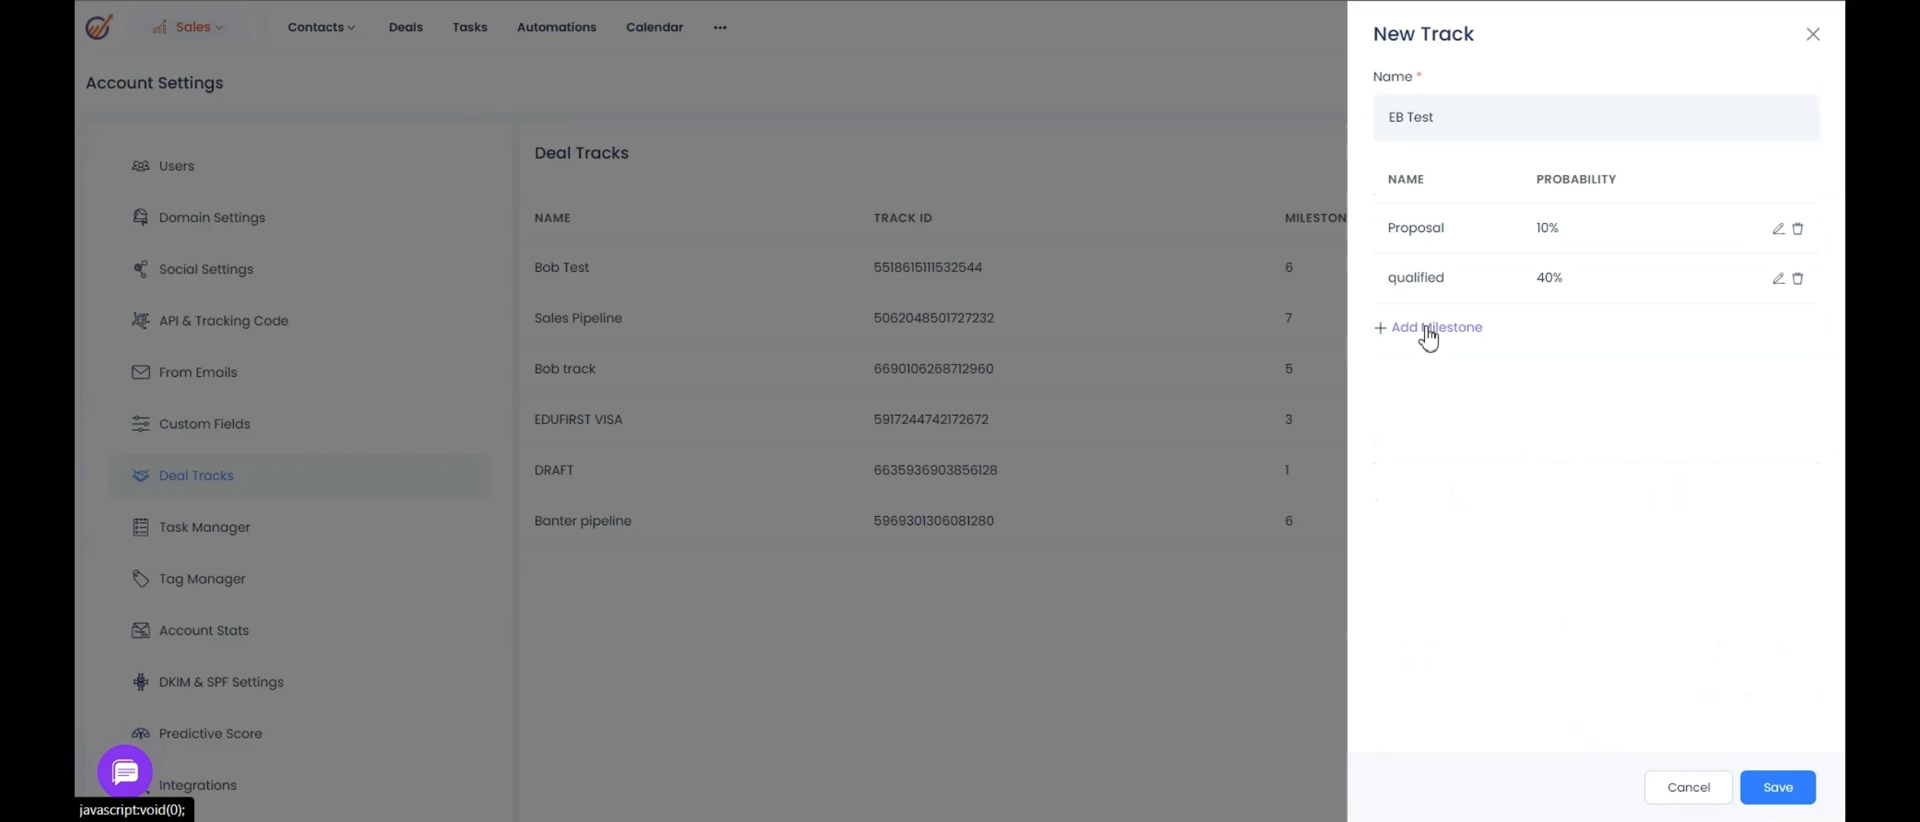 Sales
Contacts
Deals
Tasks
Automations
Calendar
Account Settings
Users
Domain Settings
Social Settings
API & Tracking Code
From Emails
Custom Fields
Deal Tracks
Task Manager
Tag Manager
Account Stats
DKIM & SPF Settings
Predictive Score
Integrations
javascript:void(0);
Deal Tracks
NAME TRACK ID MILESTON
Bob Test 5518615111532544 6
Sales Pipeline 5062048501727232 7
Bob track 6690106268712960 5
EDUFIRST VISA 5917244742172672 3
DRAFT 6635936903856128 1
Banter pipeline 5969301306081280 6
New Track
Name *
EB Test
NAME PROBABILITY
Proposal 10%
qualified 40%
+ Add Milestone
Cancel Save